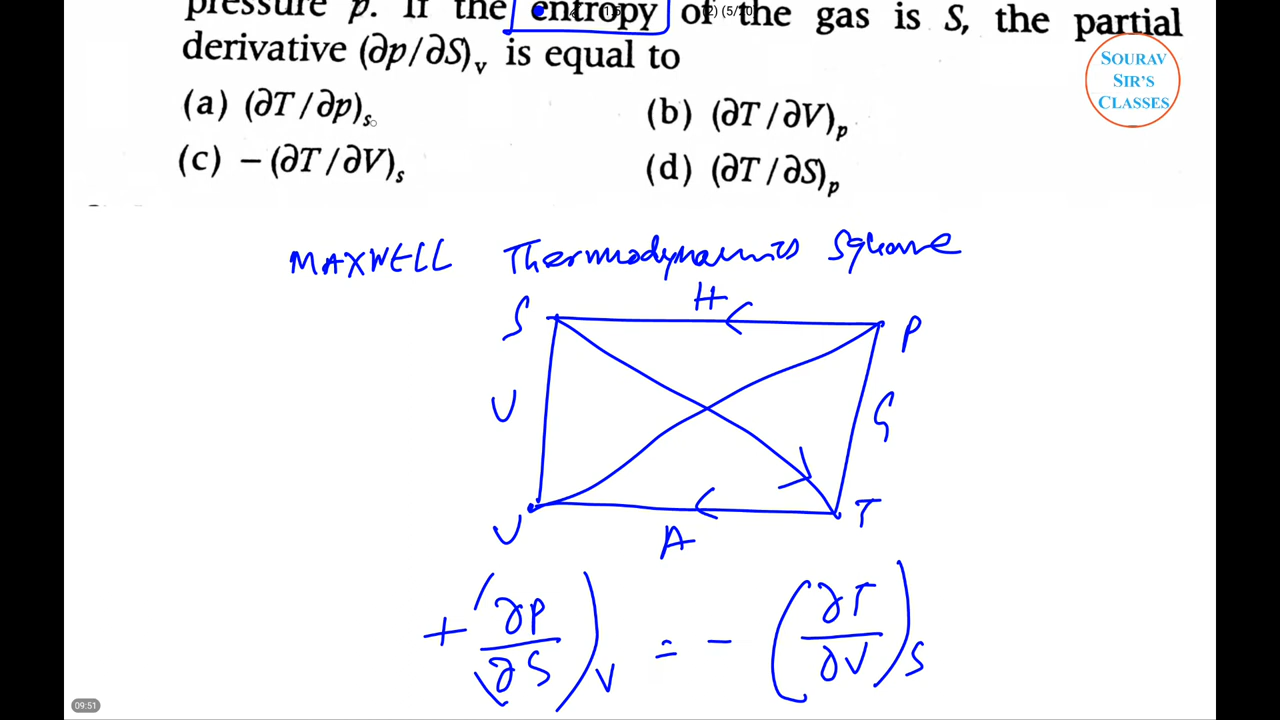 pressure p. If the entropy of the gas is S, the partial
derivative (∂p/∂S)v is equal to
SOURAV
SIR'S
CLASSES
(a) (∂T/∂p)s (b) (∂T/∂V)p
(c) −(∂T/∂V)s (d) (∂T/∂S)p
MAXWELL Thermodynamics Square
H
S P
U G
V T
A
+(∂P/∂S)V = −(∂T/∂V)S
09:51